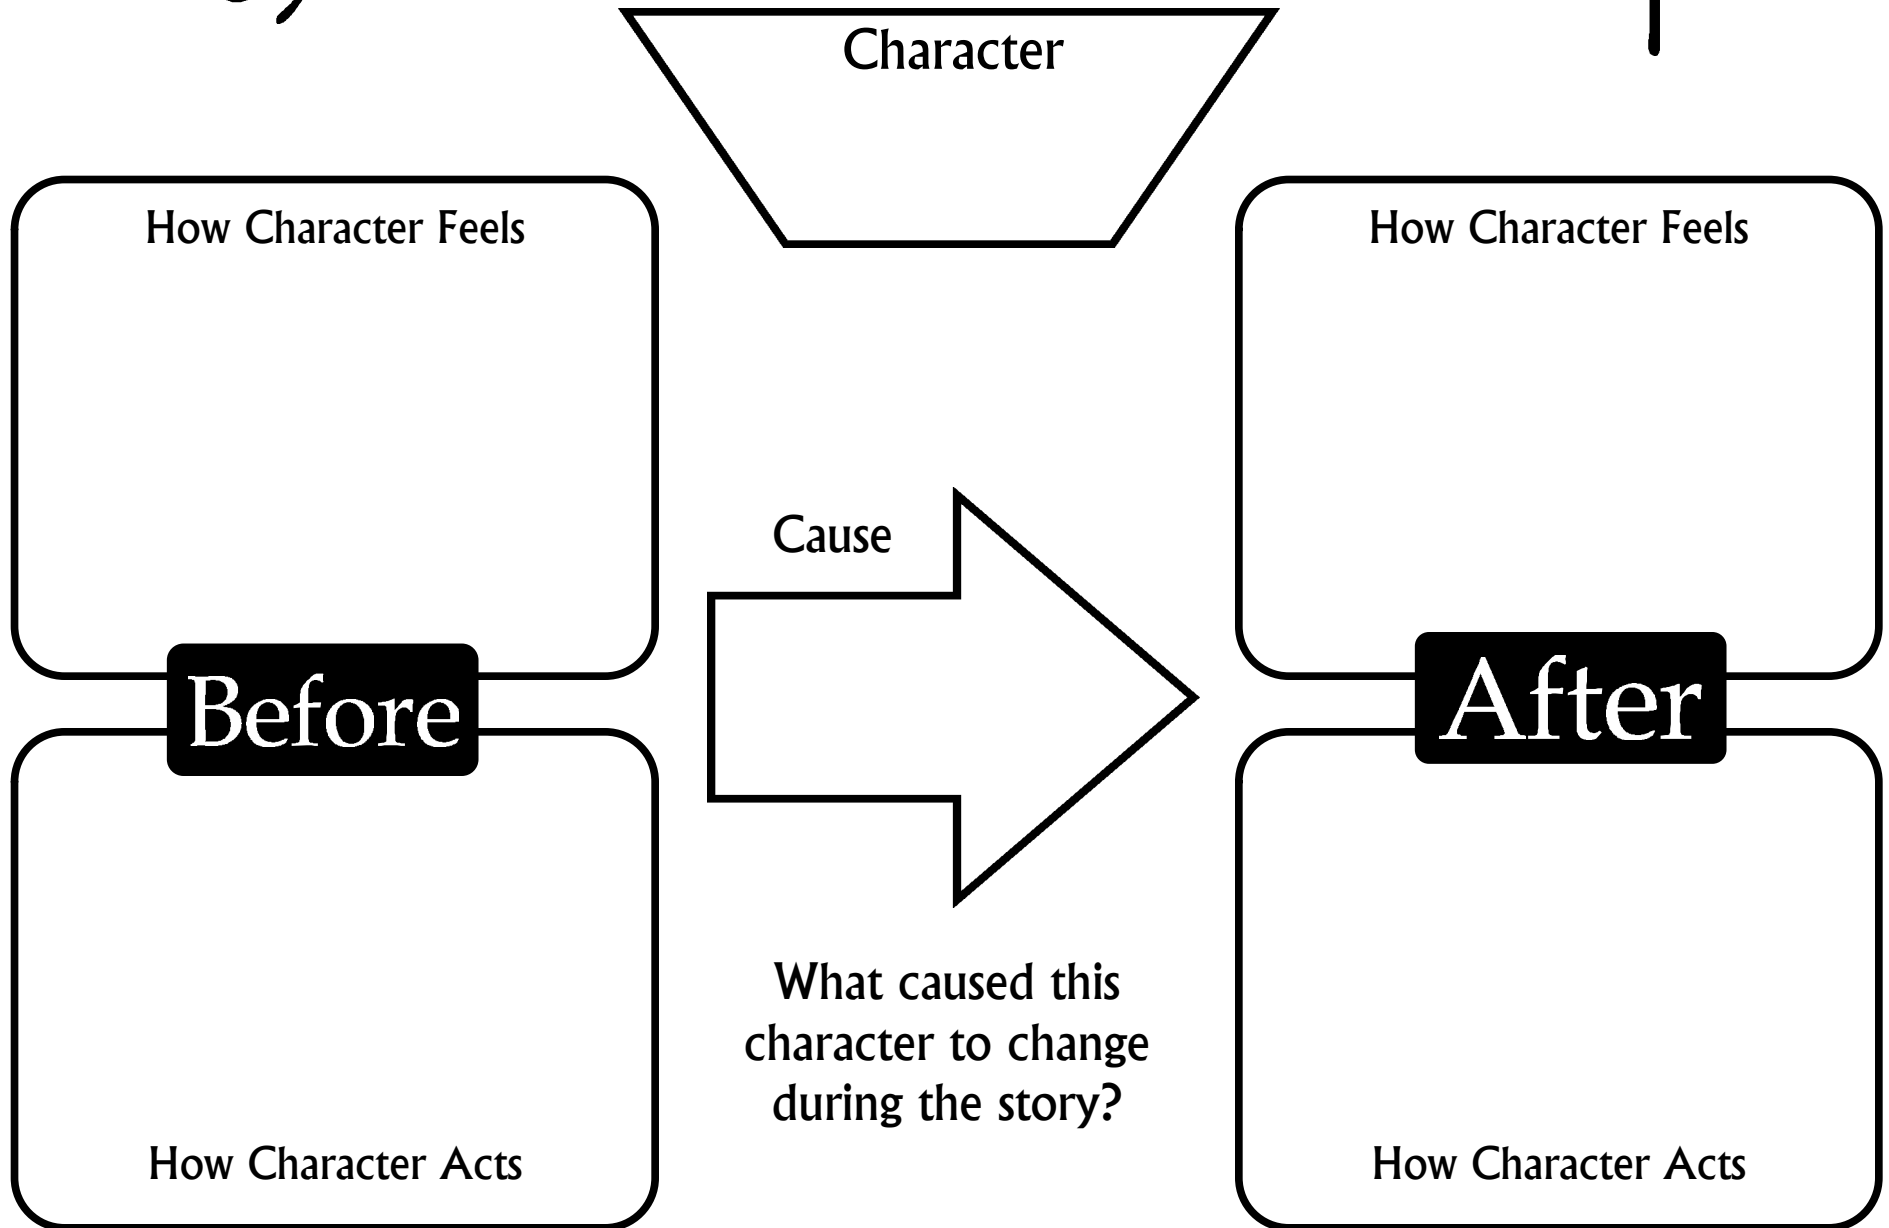 Character
How Character Feels
How Character Feels
Cause
Before
After
What caused this
character to change
during the story?
How Character Acts
How Character Acts